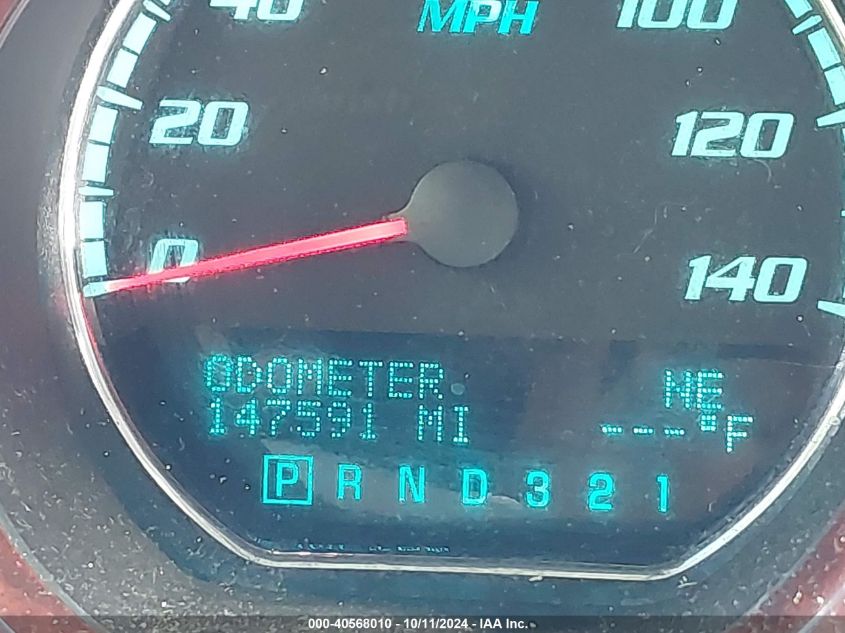 40 MPH 100
20 120
0 140
ODOMETER NE
147591 MI ---°F
P R N D 3 2 1
000-40568010 - 10/11/2024 - IAA Inc.